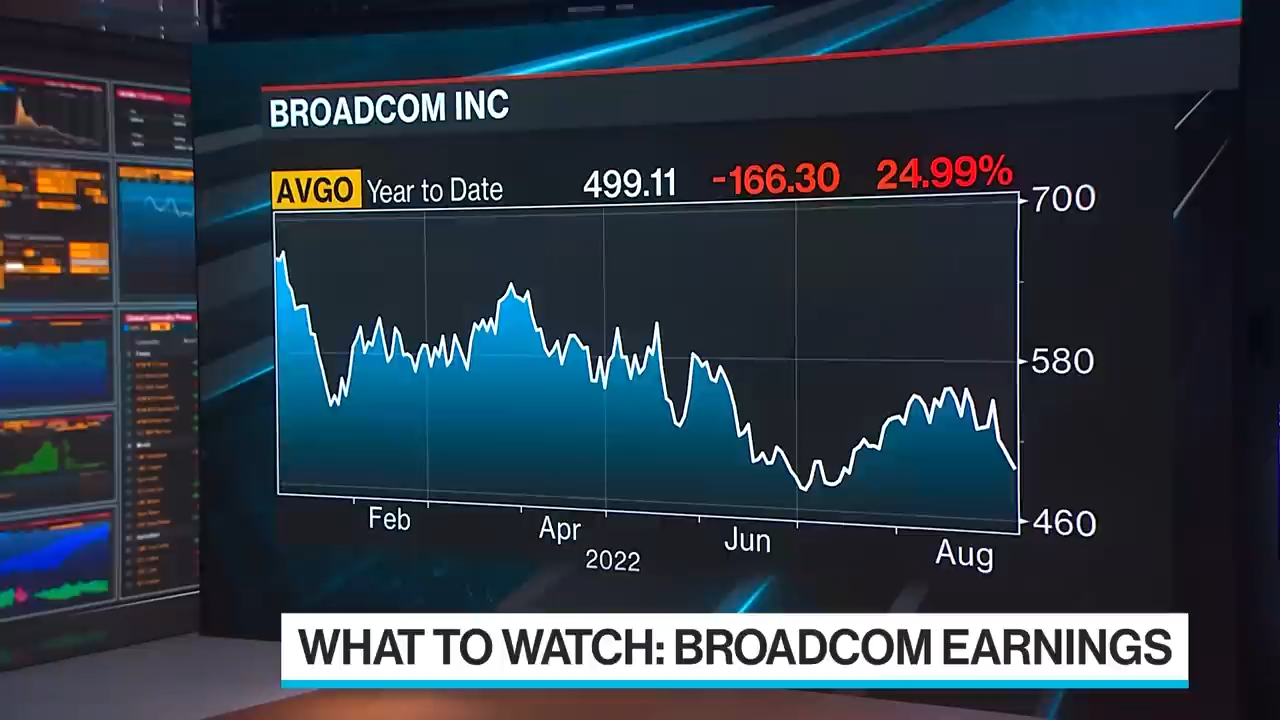 BROADCOM INC
AVGO Year to Date 499.11 -166.30 24.99%
700
580
460
Feb Apr Jun Aug
2022
WHAT TO WATCH: BROADCOM EARNINGS